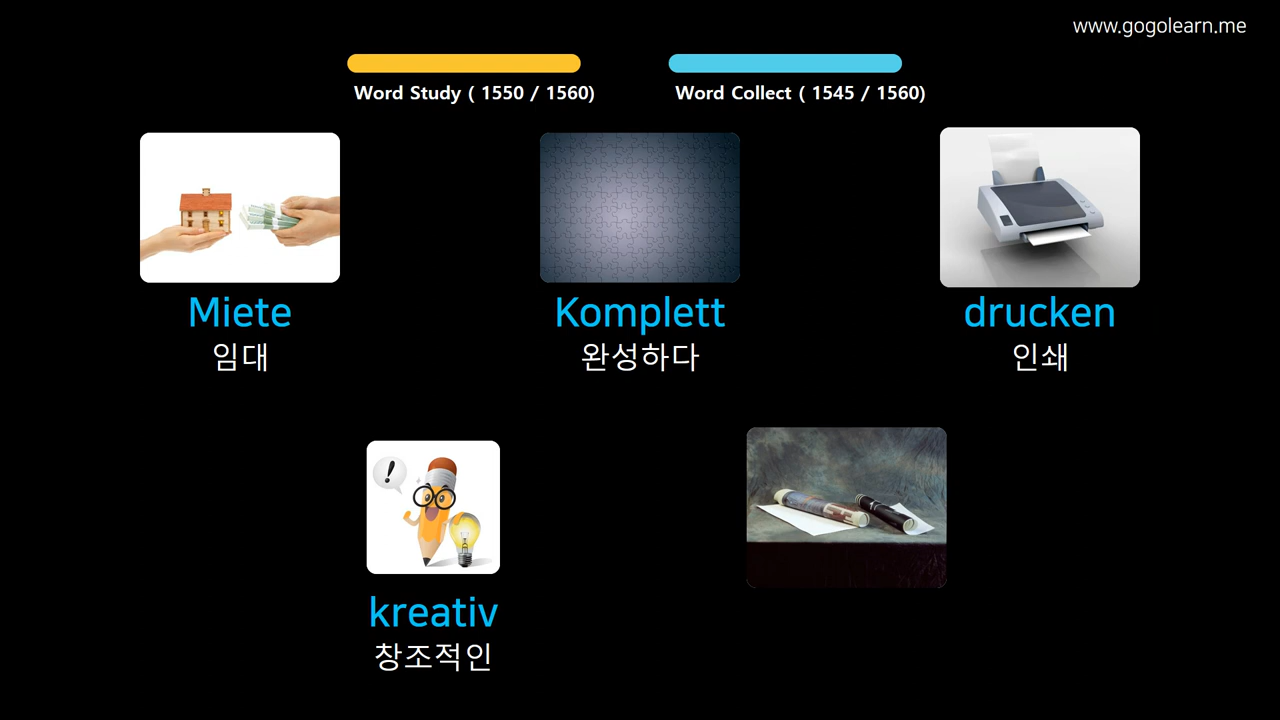 www.gogolearn.me
Word Study ( 1550 / 1560)
Word Collect ( 1545 / 1560)
Miete
임대
Komplett
완성하다
drucken
인쇄
kreativ
창조적인